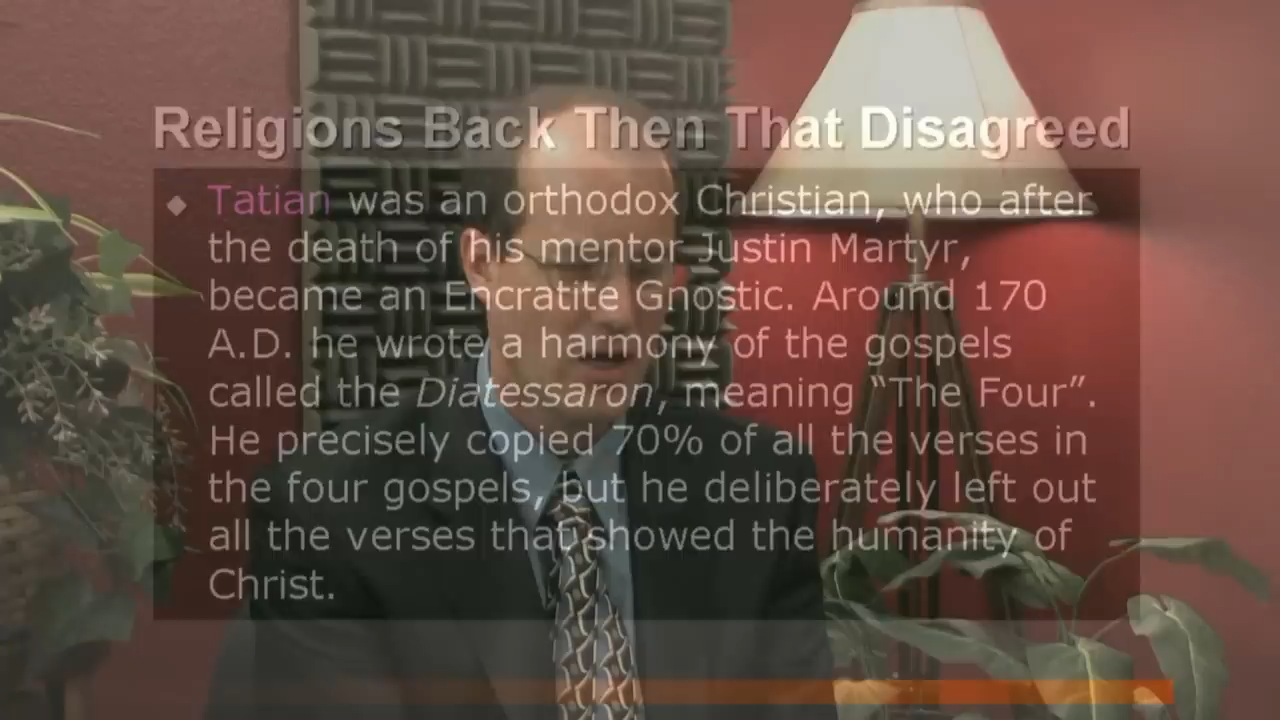 Religions Back Then That Disagreed
◆ Tatian was an orthodox Christian, who after
the death of his mentor Justin Martyr,
became an Encratite Gnostic. Around 170
A.D. he wrote a harmony of the gospels
called the Diatessaron, meaning “The Four”.
He precisely copied 70% of all the verses in
the four gospels, but he deliberately left out
all the verses that showed the humanity of
Christ.